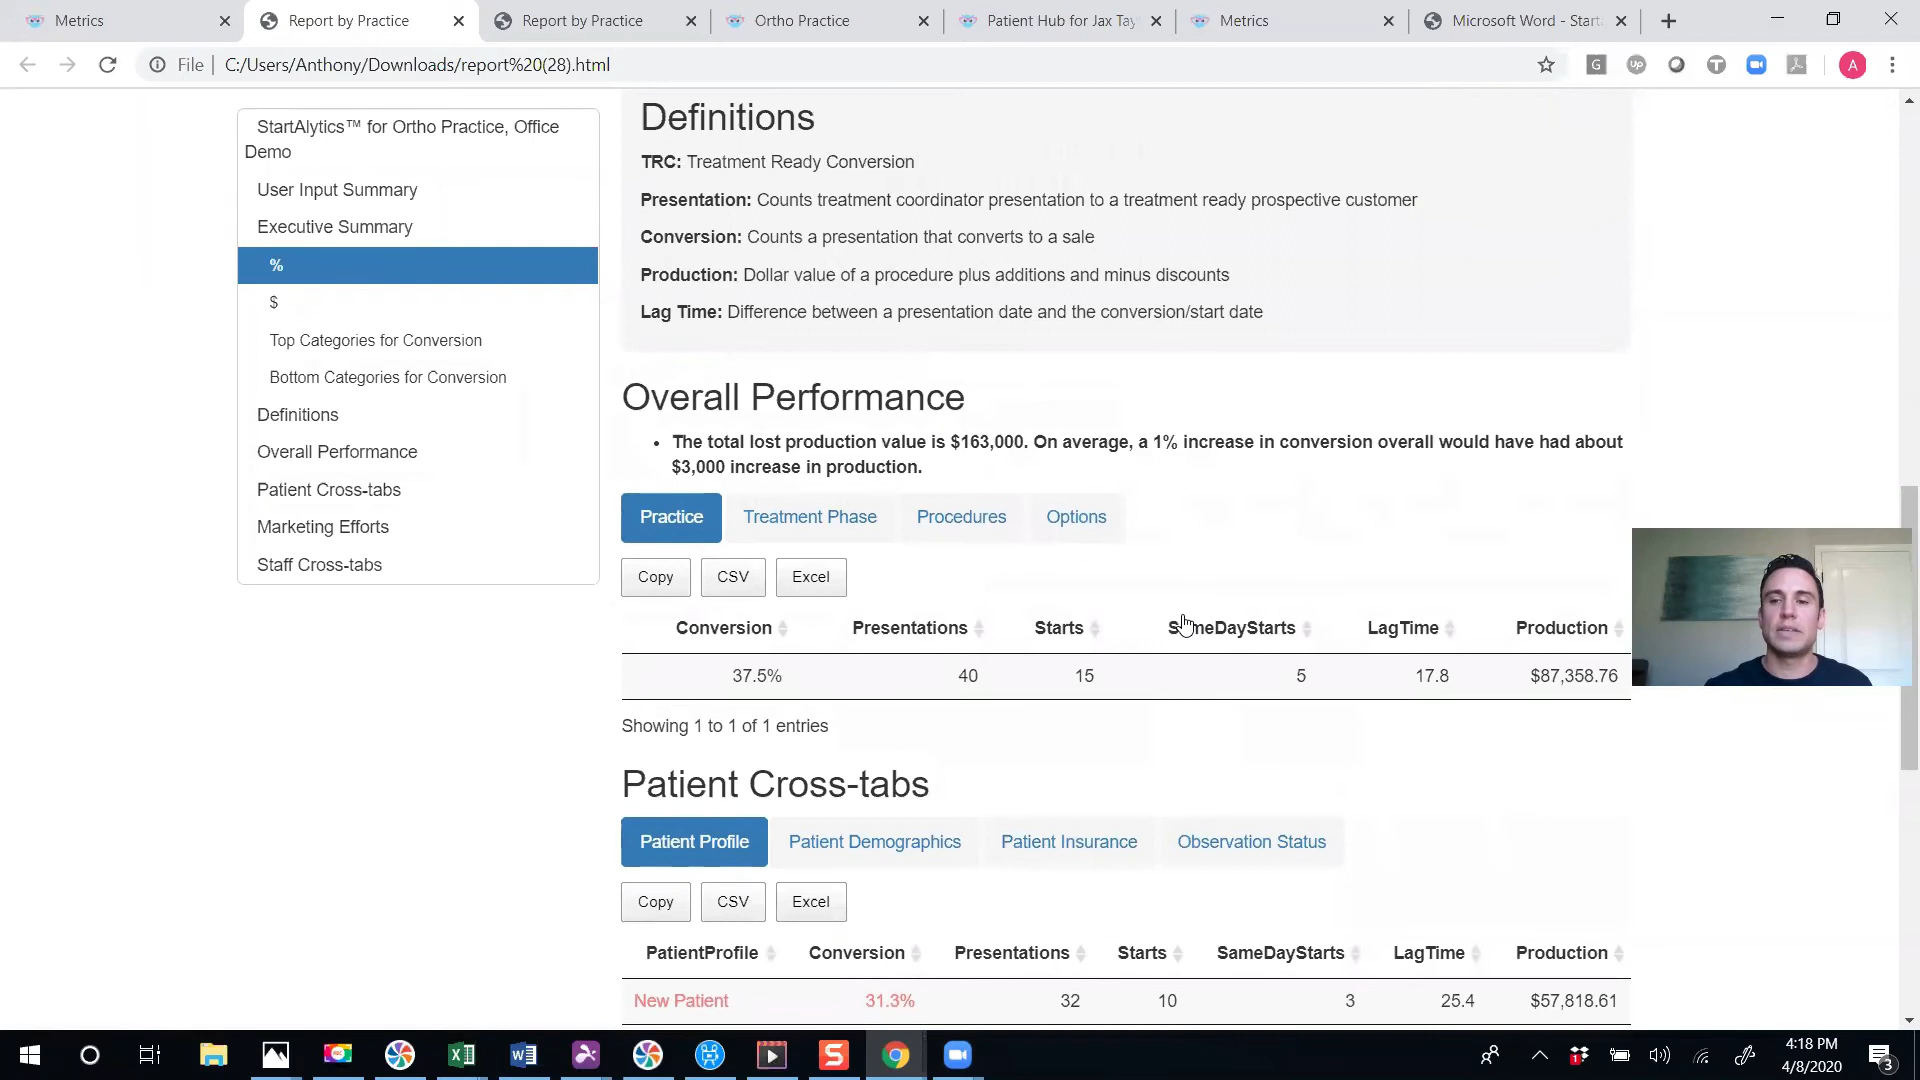 Metrics
Report by Practice
Report by Practice
Ortho Practice
Patient Hub for Jax Tay
Metrics
Microsoft Word - Start
File
C:/Users/Anthony/Downloads/report%20(28).html
G
Up
T
A
StartAlytics™ for Ortho Practice, Office
Demo
User Input Summary
Executive Summary
%
$
Top Categories for Conversion
Bottom Categories for Conversion
Definitions
Overall Performance
Patient Cross-tabs
Marketing Efforts
Staff Cross-tabs
Definitions
TRC: Treatment Ready Conversion
Presentation: Counts treatment coordinator presentation to a treatment ready prospective customer
Conversion: Counts a presentation that converts to a sale
Production: Dollar value of a procedure plus additions and minus discounts
Lag Time: Difference between a presentation date and the conversion/start date
Overall Performance
• The total lost production value is $163,000. On average, a 1% increase in conversion overall would have had about
$3,000 increase in production.
Practice Treatment Phase Procedures Options
Copy CSV Excel
Conversion Presentations Starts SameDayStarts LagTime Production
37.5% 40 15 5 17.8 $87,358.76
Showing 1 to 1 of 1 entries
Patient Cross-tabs
Patient Profile Patient Demographics Patient Insurance Observation Status
Copy CSV Excel
PatientProfile Conversion Presentations Starts SameDayStarts LagTime Production
New Patient 31.3% 32 10 3 25.4 $57,818.61
4:18 PM
4/8/2020
3